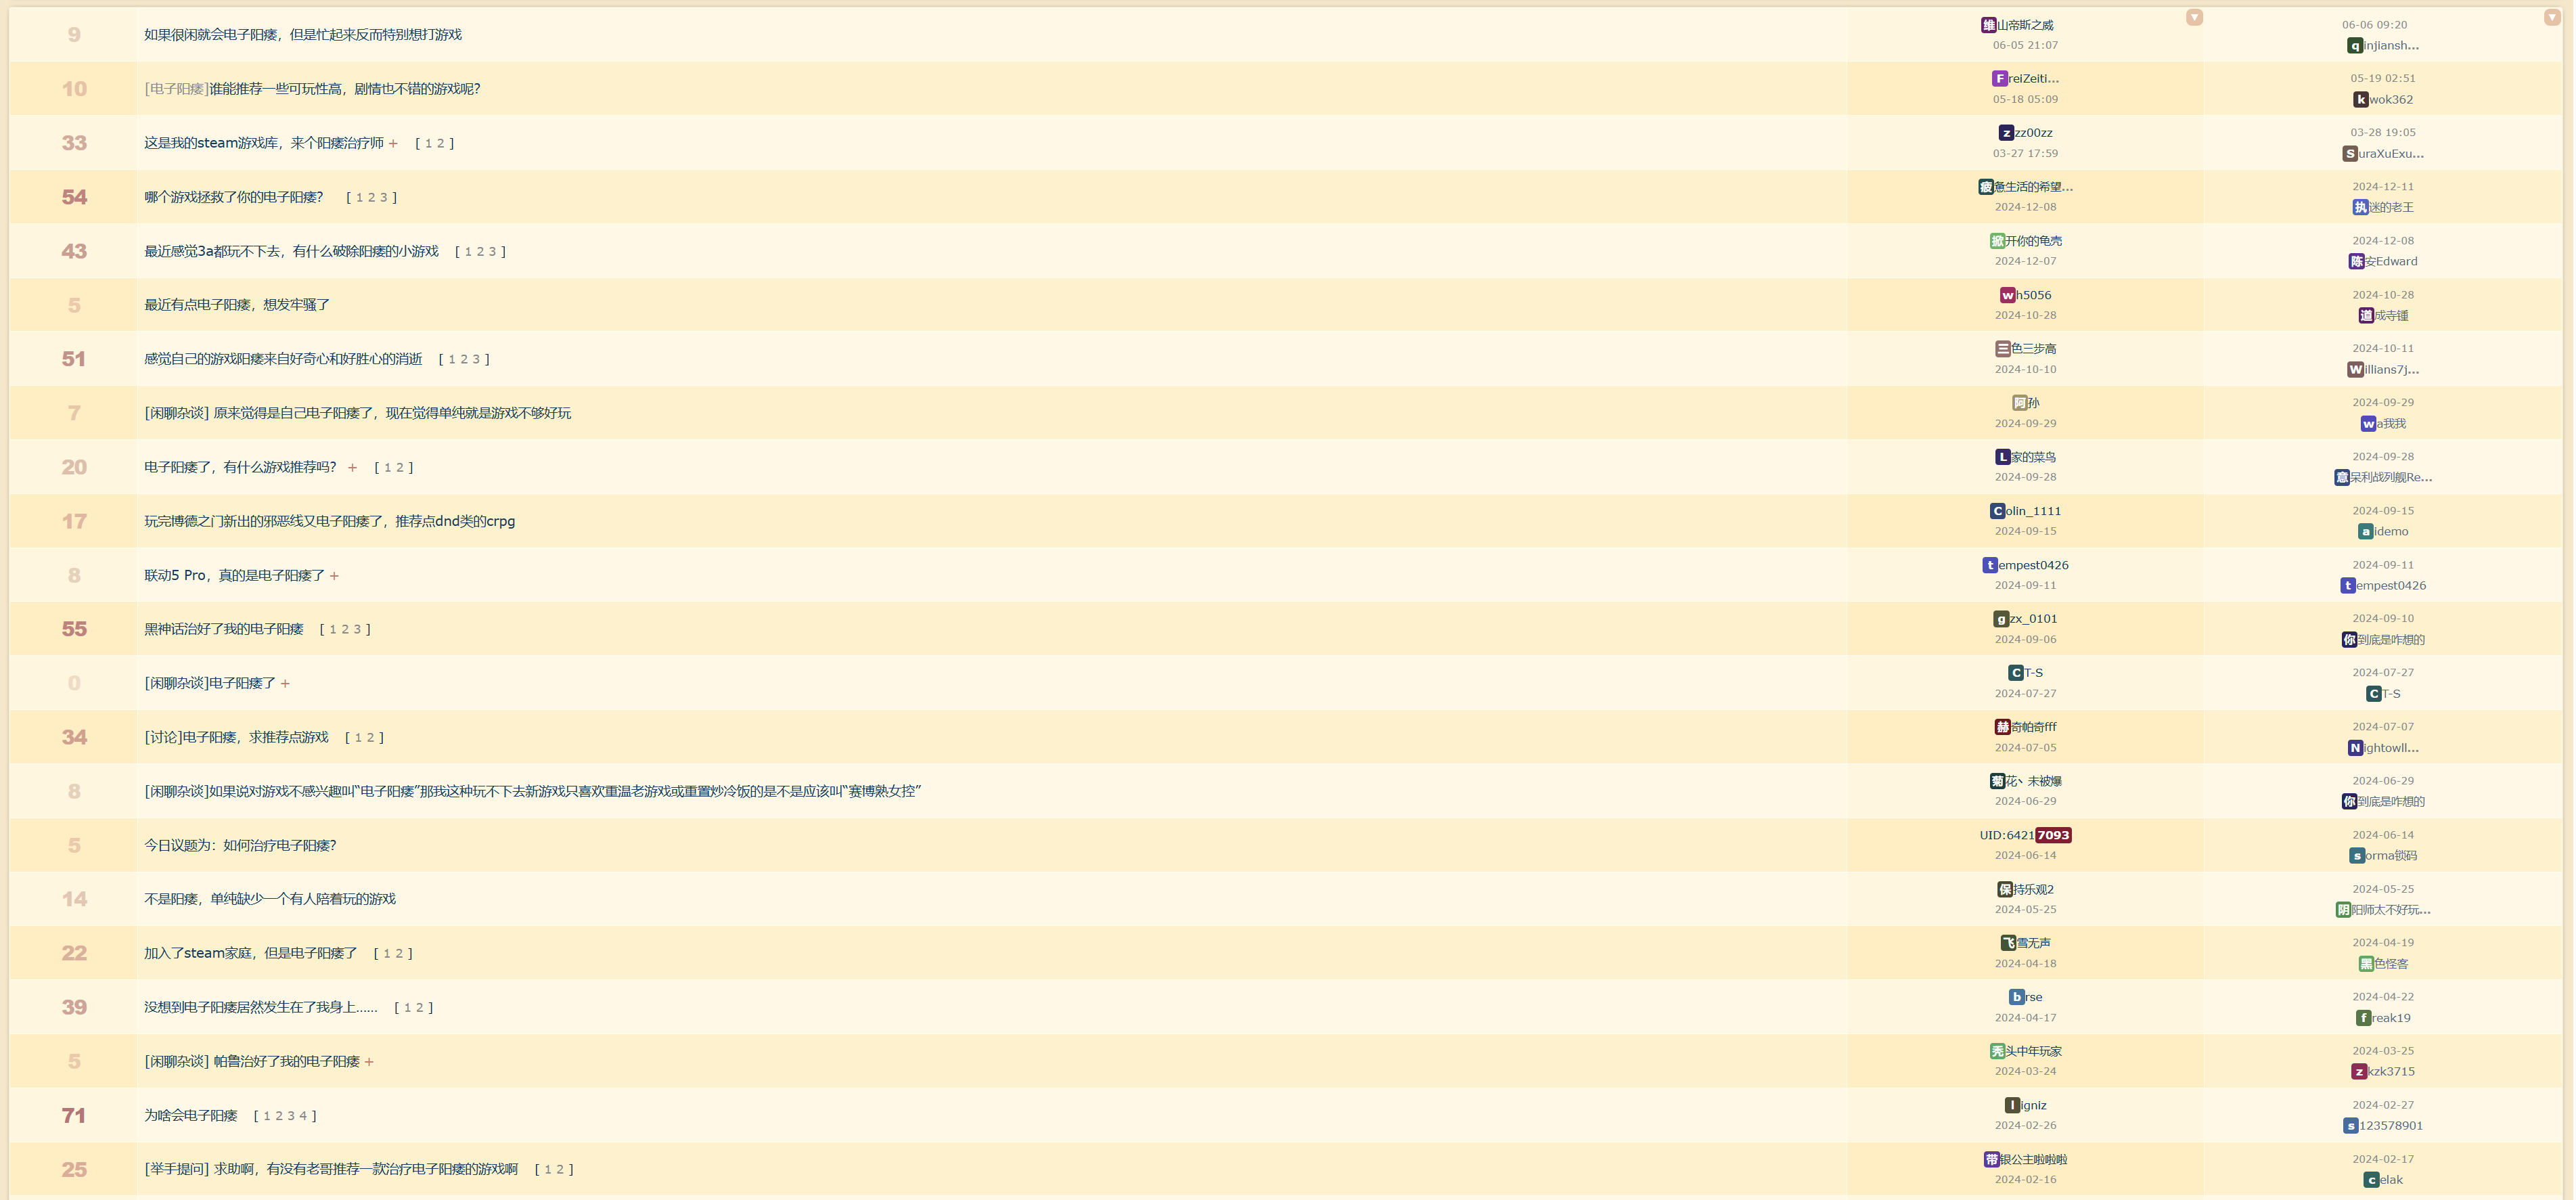 9 如果很闲就会电子阳痿，但是忙起来反而特别想打游戏 维山帝斯之威 06-05 21:07 06-06 09:20 qinjiansh...
10 [电子阳痿]谁能推荐一些可玩性高，剧情也不错的游戏呢？ FreiZeiti... 05-18 05:09 05-19 02:51 kwok362
33 这是我的steam游戏库，来个阳痿治疗师 + [ 1 2 ] zzz00zz 03-27 17:59 03-28 19:05 SuraXuExu...
54 哪个游戏拯救了你的电子阳痿？ [ 1 2 3 ] 疲惫生活的希望... 2024-12-08 2024-12-11 执迷的老王
43 最近感觉3a都玩不下去，有什么破除阳痿的小游戏 [ 1 2 3 ] 掀开你的龟壳 2024-12-07 2024-12-08 陈安Edward
5 最近有点电子阳痿，想发牢骚了 wh5056 2024-10-28 2024-10-28 道成寺锺
51 感觉自己的游戏阳痿来自好奇心和好胜心的消逝 [ 1 2 3 ] 三色三步高 2024-10-10 2024-10-11 Willians7j...
7 [闲聊杂谈] 原来觉得是自己电子阳痿了，现在觉得单纯就是游戏不够好玩 阿孙 2024-09-29 2024-09-29 wa我我
20 电子阳痿了，有什么游戏推荐吗？ + [ 1 2 ] L家的菜鸟 2024-09-28 2024-09-28 意呆利战列舰Re...
17 玩完博德之门新出的邪恶线又电子阳痿了，推荐点dnd类的crpg Colin_1111 2024-09-15 2024-09-15 aidemo
8 联动5 Pro，真的是电子阳痿了 + tempest0426 2024-09-11 2024-09-11 tempest0426
55 黑神话治好了我的电子阳痿 [ 1 2 3 ] gzx_0101 2024-09-06 2024-09-10 你到底是咋想的
0 [闲聊杂谈]电子阳痿了 + CT-S 2024-07-27 2024-07-27 CT-S
34 [讨论]电子阳痿，求推荐点游戏 [ 1 2 ] 赫奇帕奇fff 2024-07-05 2024-07-07 Nightowll...
8 [闲聊杂谈]如果说对游戏不感兴趣叫“电子阳痿”那我这种玩不下去新游戏只喜欢重温老游戏或重置炒冷饭的是不是应该叫“赛博熟女控” 菊花丶未被爆 2024-06-29 2024-06-29 你到底是咋想的
5 今日议题为：如何治疗电子阳痿？ UID:64217093 2024-06-14 2024-06-14 sorma锁码
14 不是阳痿，单纯缺少一个有人陪着玩的游戏 保持乐观2 2024-05-25 2024-05-25 阴阳师太不好玩...
22 加入了steam家庭，但是电子阳痿了 [ 1 2 ] 飞雪无声 2024-04-18 2024-04-19 黑色怪客
39 没想到电子阳痿居然发生在了我身上...... [ 1 2 ] brse 2024-04-17 2024-04-22 freak19
5 [闲聊杂谈] 帕鲁治好了我的电子阳痿 + 秃头中年玩家 2024-03-24 2024-03-25 zkzk3715
71 为啥会电子阳痿 [ 1 2 3 4 ] ligniz 2024-02-26 2024-02-27 s123578901
25 [举手提问] 求助啊，有没有老哥推荐一款治疗电子阳痿的游戏啊 [ 1 2 ] 带银公主啦啦啦 2024-02-16 2024-02-17 celak